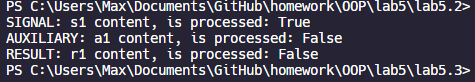 PS C:\Users\Max\Documents\GitHub\homework\OOP\lab5\lab5.2>
SIGNAL: s1 content, is processed: True
AUXILIARY: a1 content, is processed: False
RESULT: r1 content, is processed: False
PS C:\Users\Max\Documents\GitHub\homework\OOP\lab5\lab5.3>